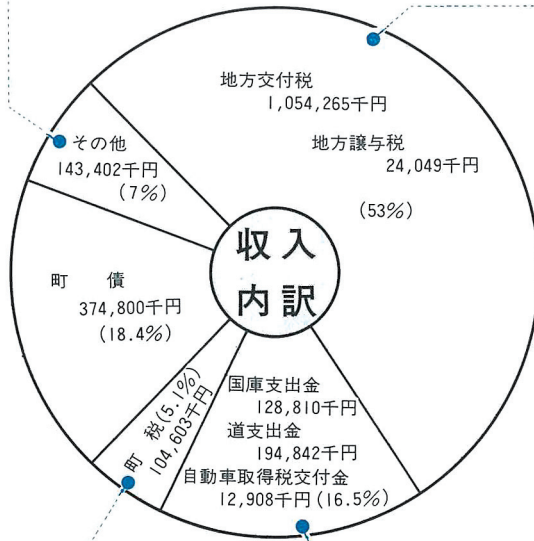 地方交付税
1,054,265千円
地方譲与税
24,049千円
(53%)
その他
143,402千円
(7%)
収入
内訳
町　債
374,800千円
(18.4%)
町　税(5.1%)
104,603千円
国庫支出金
128,810千円
道支出金
194,842千円
自動車取得税交付金
12,908千円(16.5%)